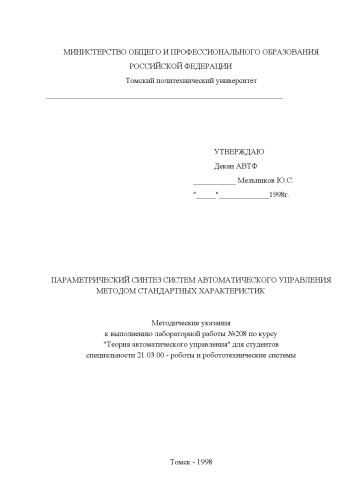 МИНИСТЕРСТВО ОБЩЕГО И ПРОФЕССИОНАЛЬНОГО ОБРАЗОВАНИЯ
РОССИЙСКОЙ ФЕДЕРАЦИИ
Томский политехнический университет
УТВЕРЖДАЮ
Декан АВТФ
___________ Мельников Ю.С.
"_____"_____________1998г.
ПАРАМЕТРИЧЕСКИЙ СИНТЕЗ СИСТЕМ АВТОМАТИЧЕСКОГО УПРАВЛЕНИЯ
МЕТОДОМ СТАНДАРТНЫХ ХАРАКТЕРИСТИК
Методические указания
к выполнению лабораторной работы №208 по курсу
"Теория автоматического управления" для студентов
специальности 21.03.00 - роботы и робототехнические системы
Томск - 1998